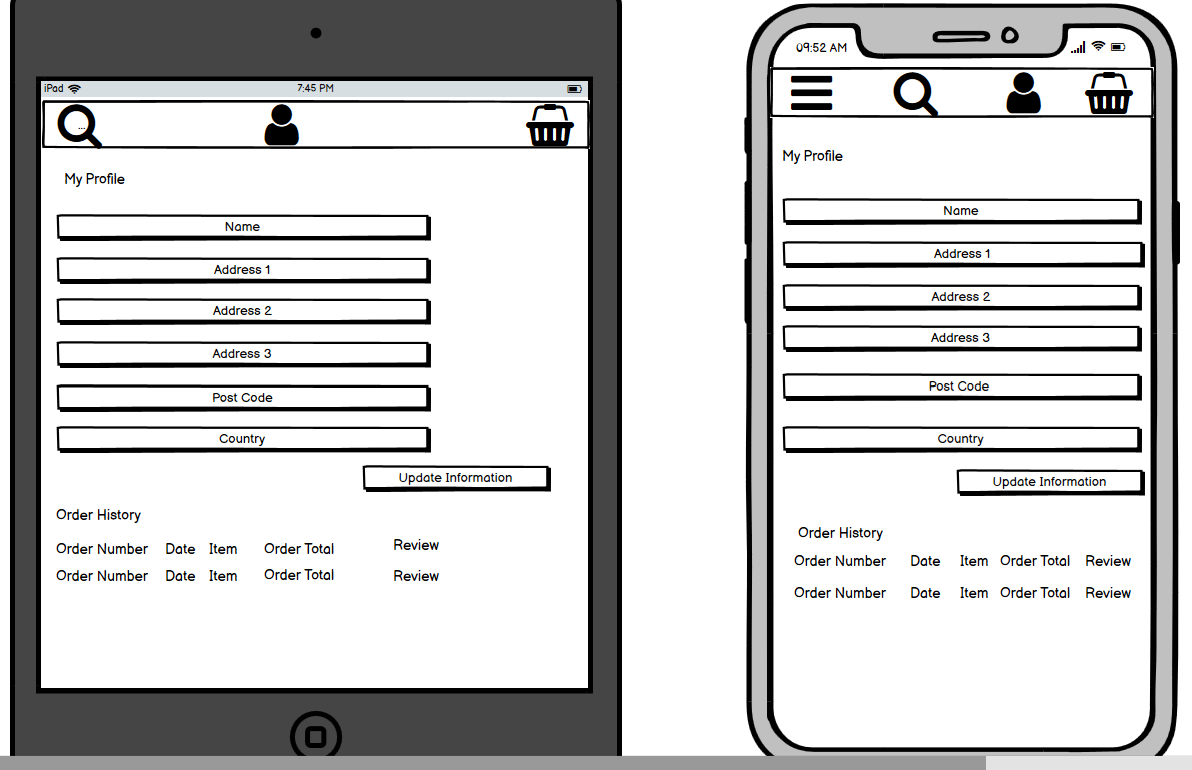 iPad 7:45 PM
...
My Profile
Name
Address 1
Address 2
Address 3
Post Code
Country
Update Information
Order History
Order Number Date Item Order Total Review
Order Number Date Item Order Total Review
09:52 AM
My Profile
Name
Address 1
Address 2
Address 3
Post Code
Country
Update Information
Order History
Order Number Date Item Order Total Review
Order Number Date Item Order Total Review